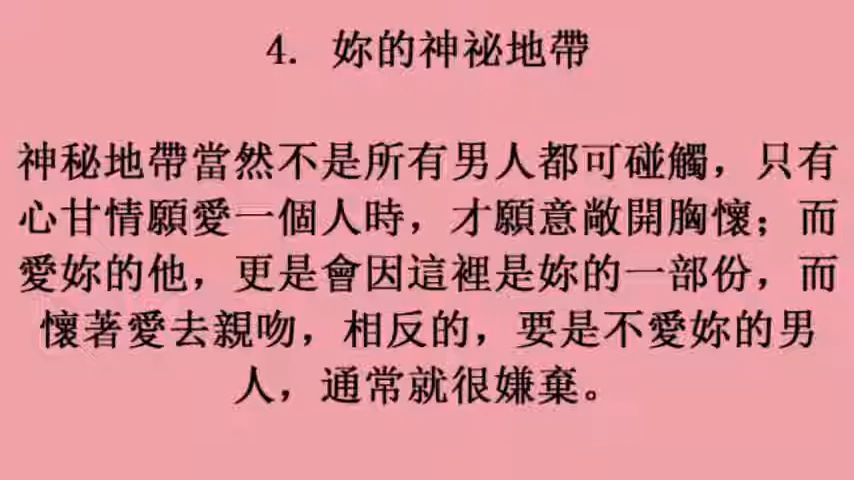 4. 妳的神祕地帶
神秘地帶當然不是所有男人都可碰觸，只有
心甘情願愛一個人時，才願意敞開胸懷；而
愛妳的他，更是會因這裡是妳的一部份，而
懷著愛去親吻，相反的，要是不愛妳的男
人，通常就很嫌棄。